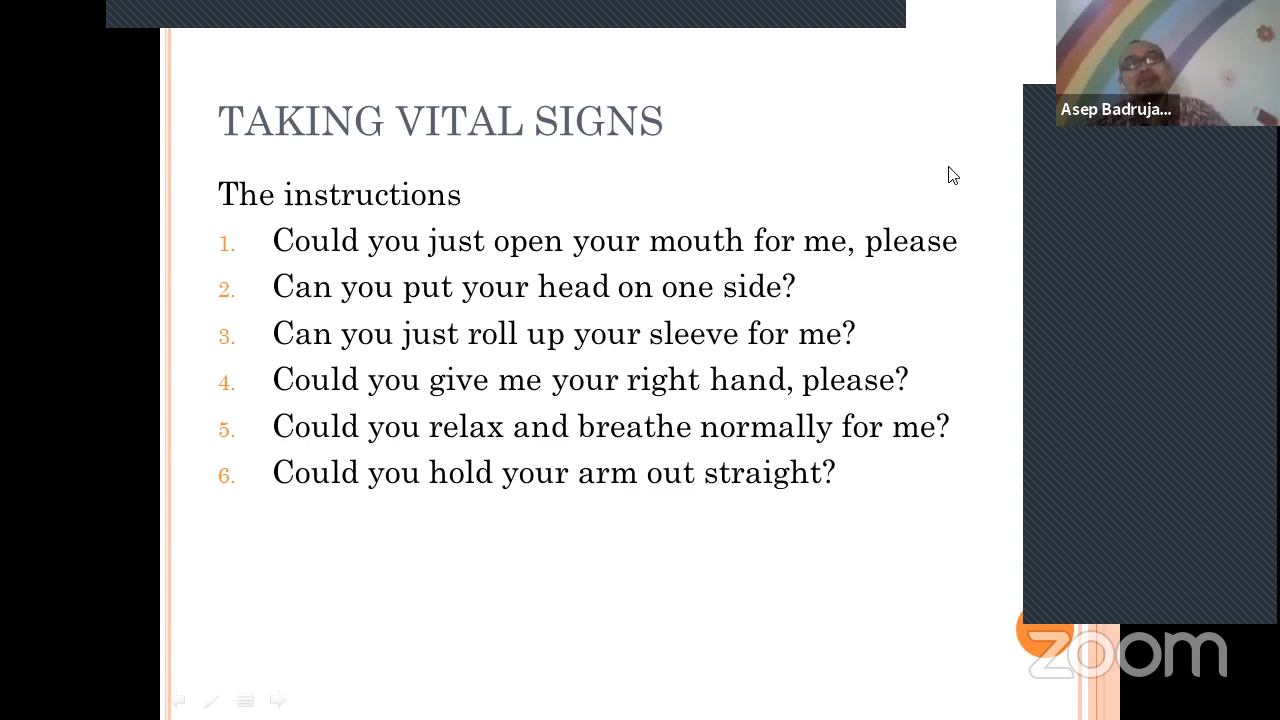 Asep Badruja...
TAKING VITAL SIGNS
The instructions
1. Could you just open your mouth for me, please
2. Can you put your head on one side?
3. Can you just roll up your sleeve for me?
4. Could you give me your right hand, please?
5. Could you relax and breathe normally for me?
6. Could you hold your arm out straight?
zoom